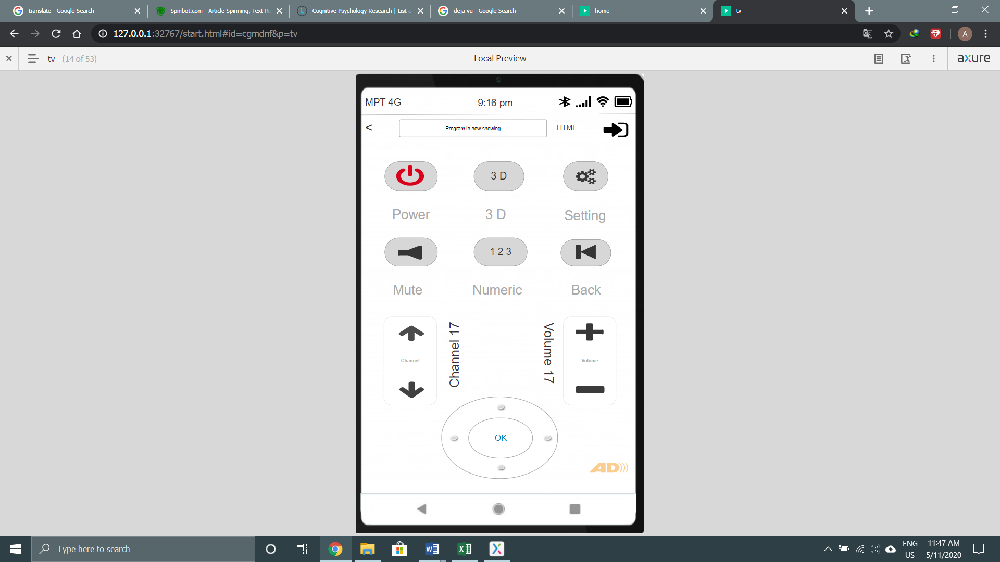 translate - Google Search
Spinbot.com - Article Spinning, Text Re
Cognitive Psychology Research | List o
deja vu - Google Search
home
tv
127.0.0.1:32767/start.html#id=cgmdnf&p=tv
A
tv (14 of 53)
Local Preview
axure
MPT 4G
9:16 pm
<
Program in now showing
HTMI
3 D
Power
3 D
Setting
1 2 3
Mute
Numeric
Back
Channel
Channel 17
Volume 17
Volume
OK
AD)))
Type here to search
ENG
US
11:47 AM
5/11/2020